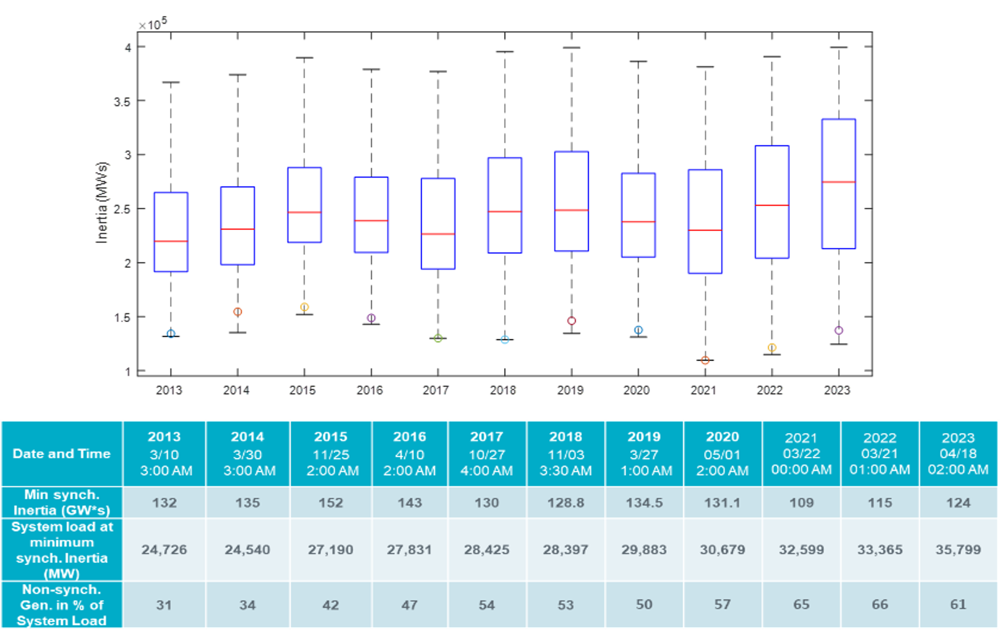 ×10⁵
4
3.5
3
2.5
2
1.5
1
Inertia (MWs)
2013 2014 2015 2016 2017 2018 2019 2020 2021 2022 2023
Date and Time
2013
3/10
3:00 AM
2014
3/30
3:00 AM
2015
11/25
2:00 AM
2016
4/10
2:00 AM
2017
10/27
4:00 AM
2018
11/03
3:30 AM
2019
3/27
1:00 AM
2020
05/01
2:00 AM
2021
03/22
00:00 AM
2022
03/21
01:00 AM
2023
04/18
02:00 AM
Min synch.
Inertia (GW*s)
132 135 152 143 130 128.8 134.5 131.1 109 115 124
System load at
minimum
synch. Inertia
(MW)
24,726 24,540 27,190 27,831 28,425 28,397 29,883 30,679 32,599 33,365 35,799
Non-synch.
Gen. in % of
System Load
31 34 42 47 54 53 50 57 65 66 61